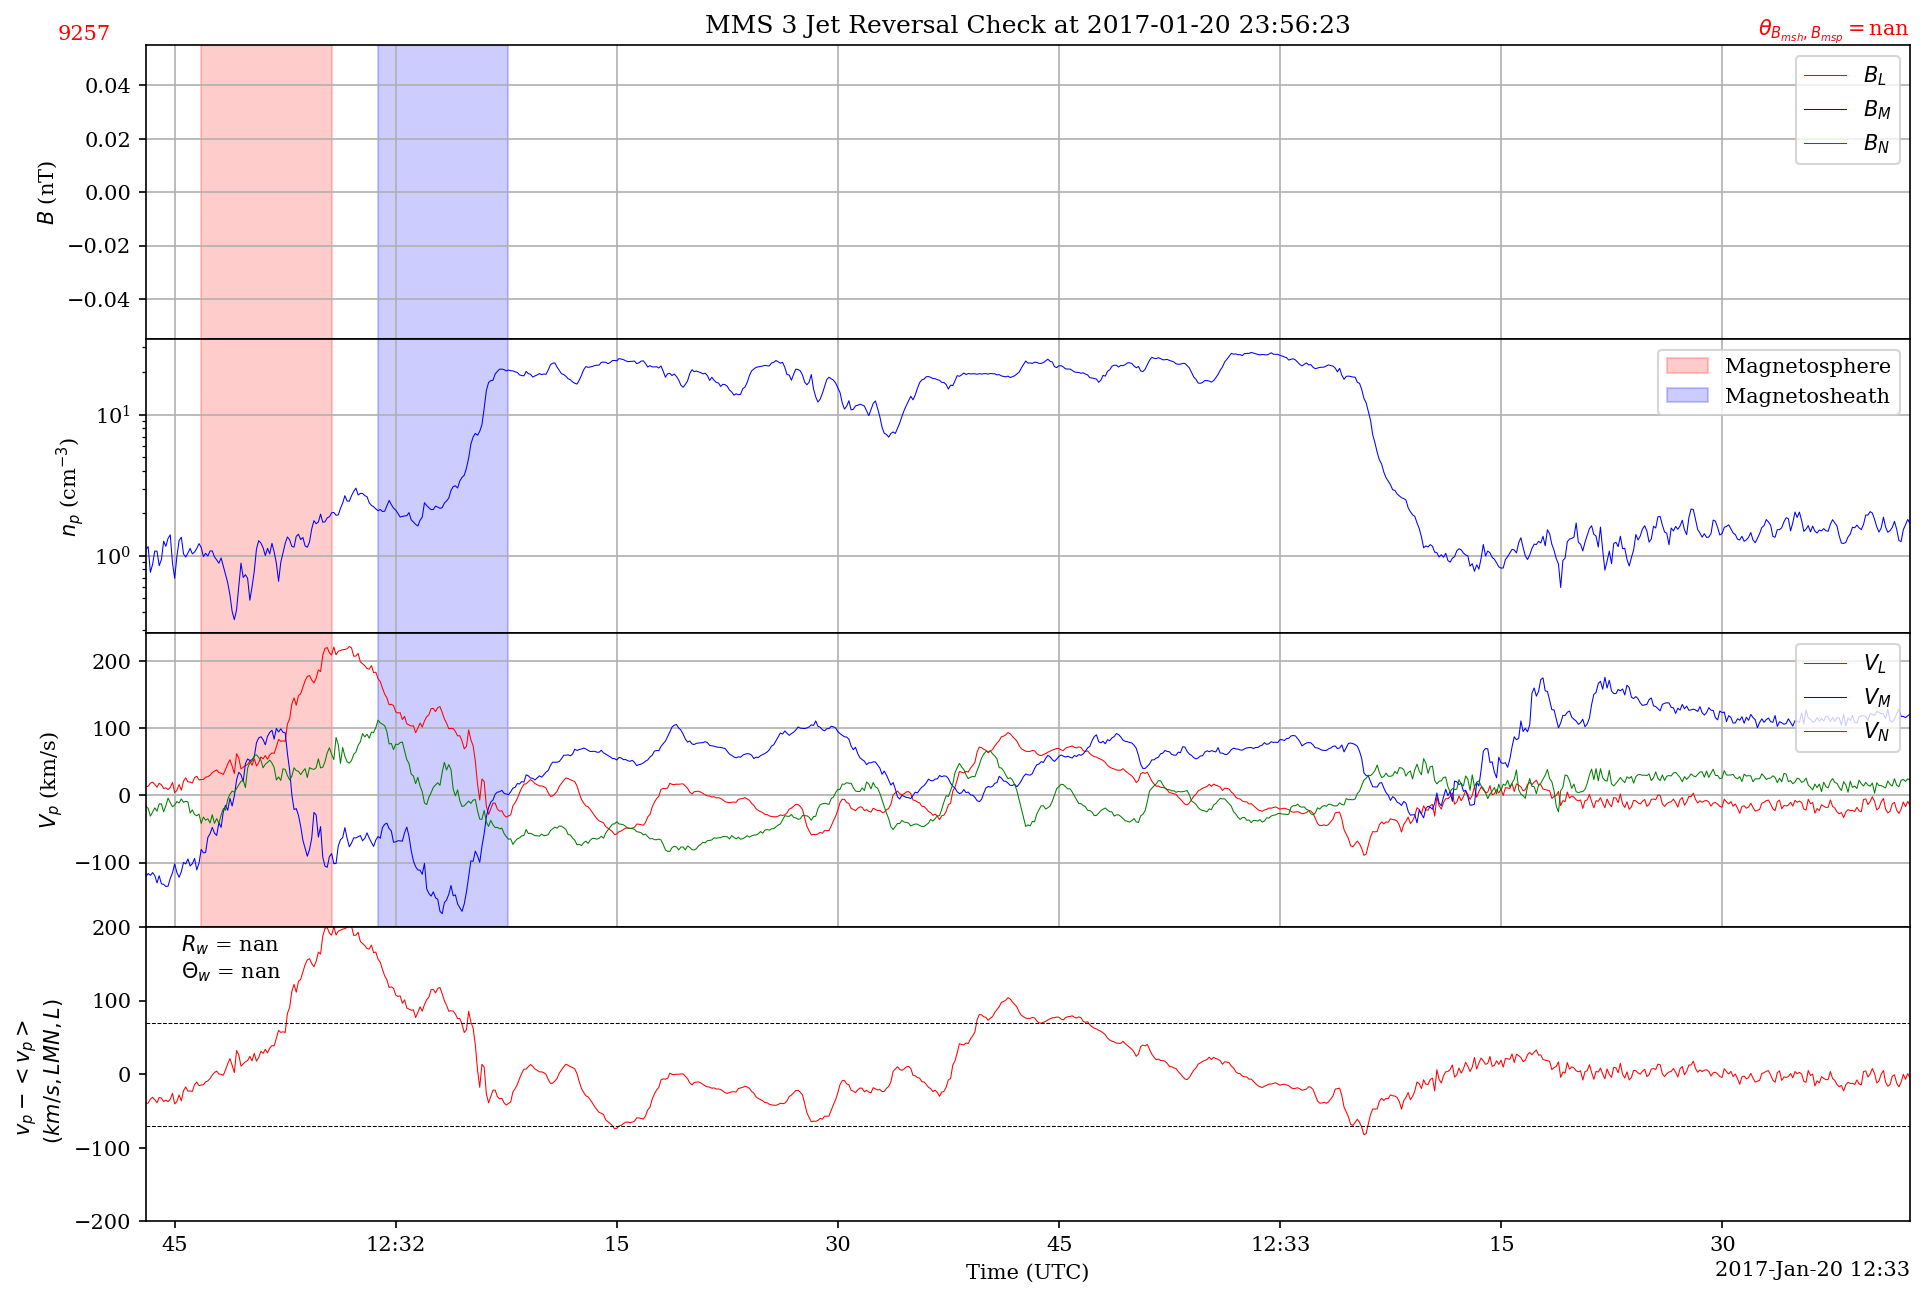 MMS 3 Jet Reversal Check at 2017-01-20 23:56:23
9257
θ_{B_{msh}, B_{msp}} = nan
0.04
0.02
0.00
−0.02
−0.04
B (nT)
B_L
B_M
B_N
10^1
10^0
n_p (cm^{−3})
Magnetosphere
Magnetosheath
200
100
0
−100
V_p (km/s)
V_L
V_M
V_N
200
100
0
−100
−200
v_p − < v_p >
(km/s, LMN, L)
R_w = nan
Θ_w = nan
45
12:32
15
30
45
12:33
15
30
Time (UTC)
2017-Jan-20 12:33